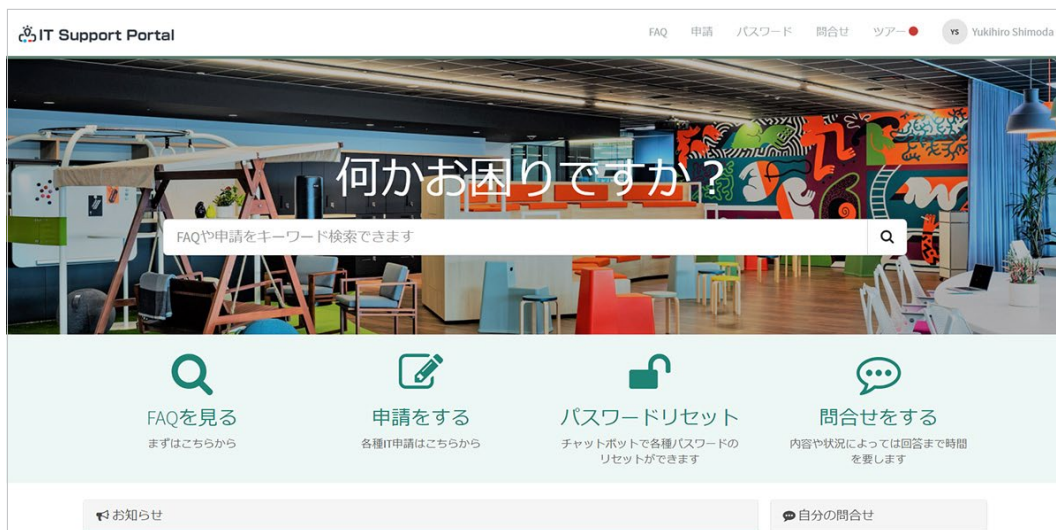 IT Support Portal
FAQ 申請 パスワード 問合せ ツアー YS Yukihiro Shimoda
何かお困りですか？
FAQや申請をキーワード検索できます
FAQを見る
まずはこちらから
申請をする
各種IT申請はこちらから
パスワードリセット
チャットボットで各種パスワードの
リセットができます
問合せをする
内容や状況によっては回答まで時間
を要します
お知らせ
自分の問合せ